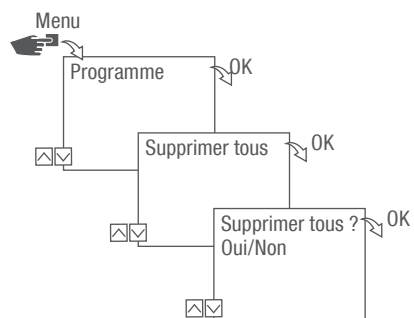 Menu
Programme
OK
Supprimer tous
OK
Supprimer tous ?
Oui/Non
OK